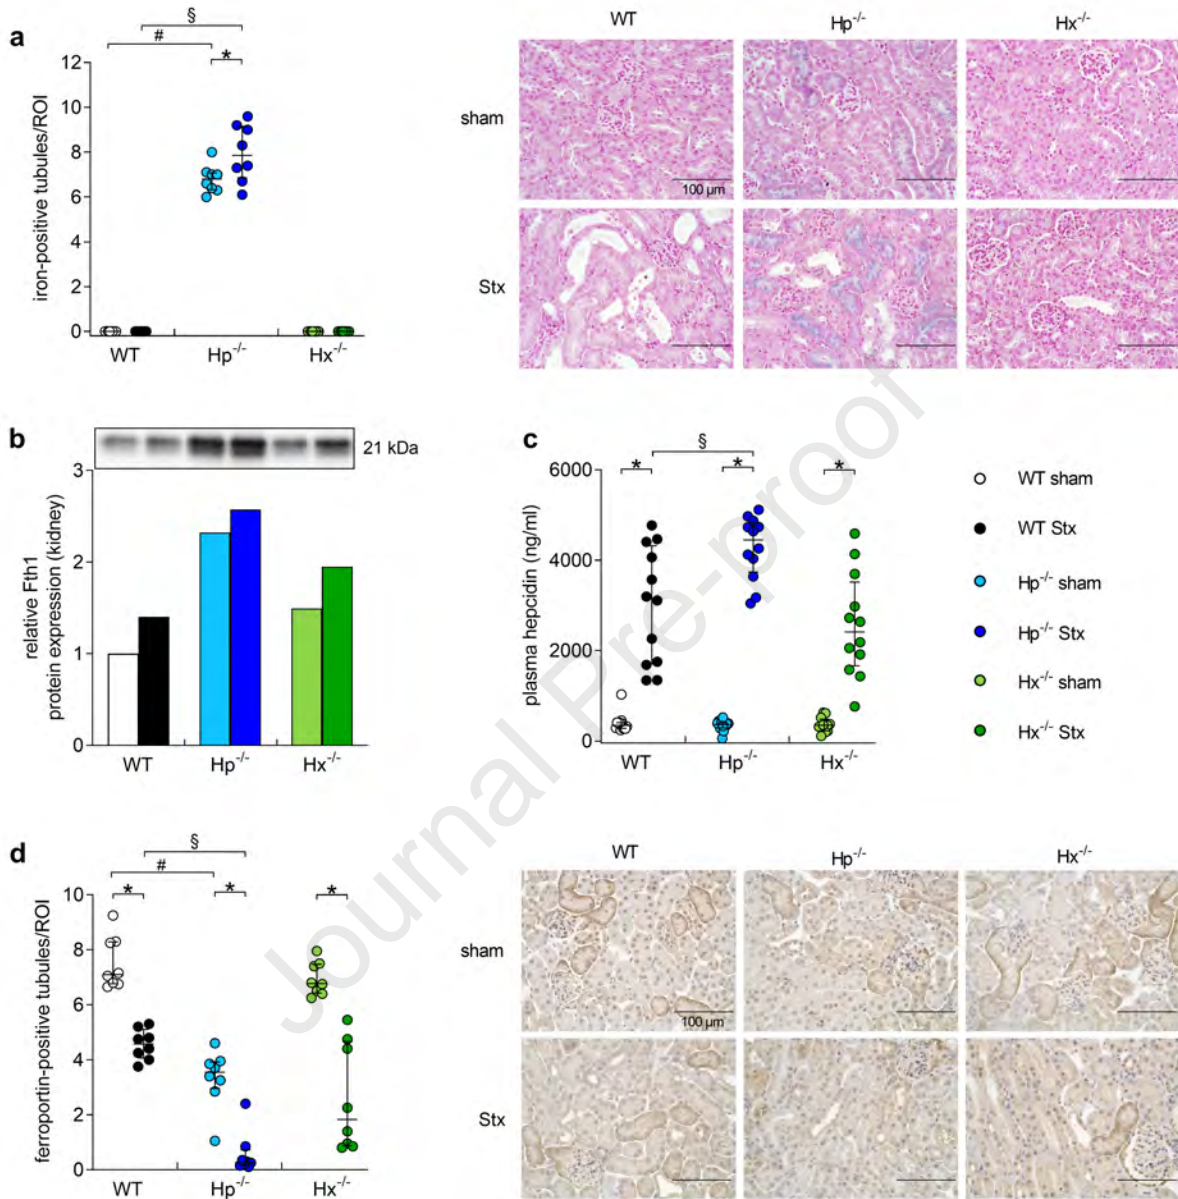 a
§
#
*
12
10
8
6
4
2
0
iron-positive tubules/ROI
WT
Hp-/-
Hx-/-
WT
Hp-/-
Hx-/-
sham
100 µm
Stx
b
21 kDa
3
2
1
0
relative Fth1
protein expression (kidney)
WT
Hp-/-
Hx-/-
c
§
*
*
*
6000
4000
2000
0
plasma hepcidin (ng/ml)
WT
Hp-/-
Hx-/-
WT sham
WT Stx
Hp-/- sham
Hp-/- Stx
Hx-/- sham
Hx-/- Stx
d
§
#
*
*
*
10
8
6
4
2
0
ferroportin-positive tubules/ROI
WT
Hp-/-
Hx-/-
WT
Hp-/-
Hx-/-
sham
100 µm
Stx
Journal Pre-proof